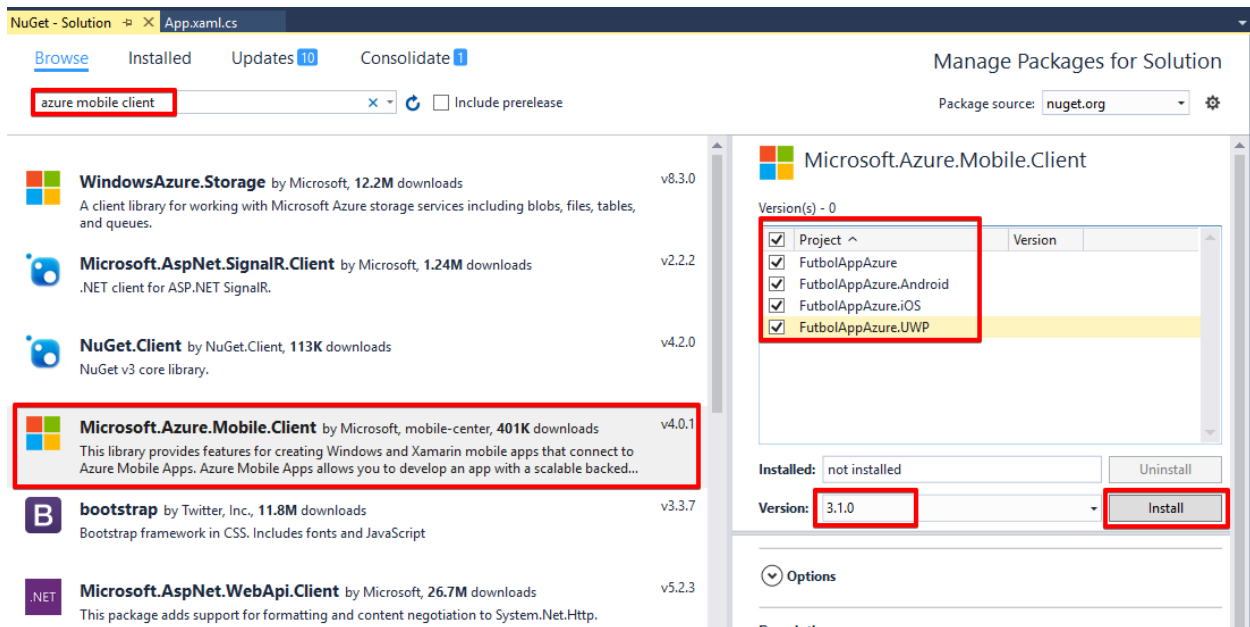 NuGet - Solution
App.xaml.cs
Browse Installed Updates 10 Consolidate 1
Manage Packages for Solution
azure mobile client
Include prerelease
Package source: nuget.org
WindowsAzure.Storage by Microsoft, 12.2M downloads v8.3.0
A client library for working with Microsoft Azure storage services including blobs, files, tables,
and queues.
Microsoft.AspNet.SignalR.Client by Microsoft, 1.24M downloads v2.2.2
.NET client for ASP.NET SignalR.
NuGet.Client by NuGet.Client, 113K downloads v4.2.0
NuGet v3 core library.
Microsoft.Azure.Mobile.Client by Microsoft, mobile-center, 401K downloads v4.0.1
This library provides features for creating Windows and Xamarin mobile apps that connect to
Azure Mobile Apps. Azure Mobile Apps allows you to develop an app with a scalable backed...
B
bootstrap by Twitter, Inc., 11.8M downloads v3.3.7
Bootstrap framework in CSS. Includes fonts and JavaScript
.NET
Microsoft.AspNet.WebApi.Client by Microsoft, 26.7M downloads v5.2.3
This package adds support for formatting and content negotiation to System.Net.Http.
Microsoft.Azure.Mobile.Client
Version(s) - 0
Project Version
FutbolAppAzure
FutbolAppAzure.Android
FutbolAppAzure.iOS
FutbolAppAzure.UWP
Installed: not installed Uninstall
Version: 3.1.0 Install
Options